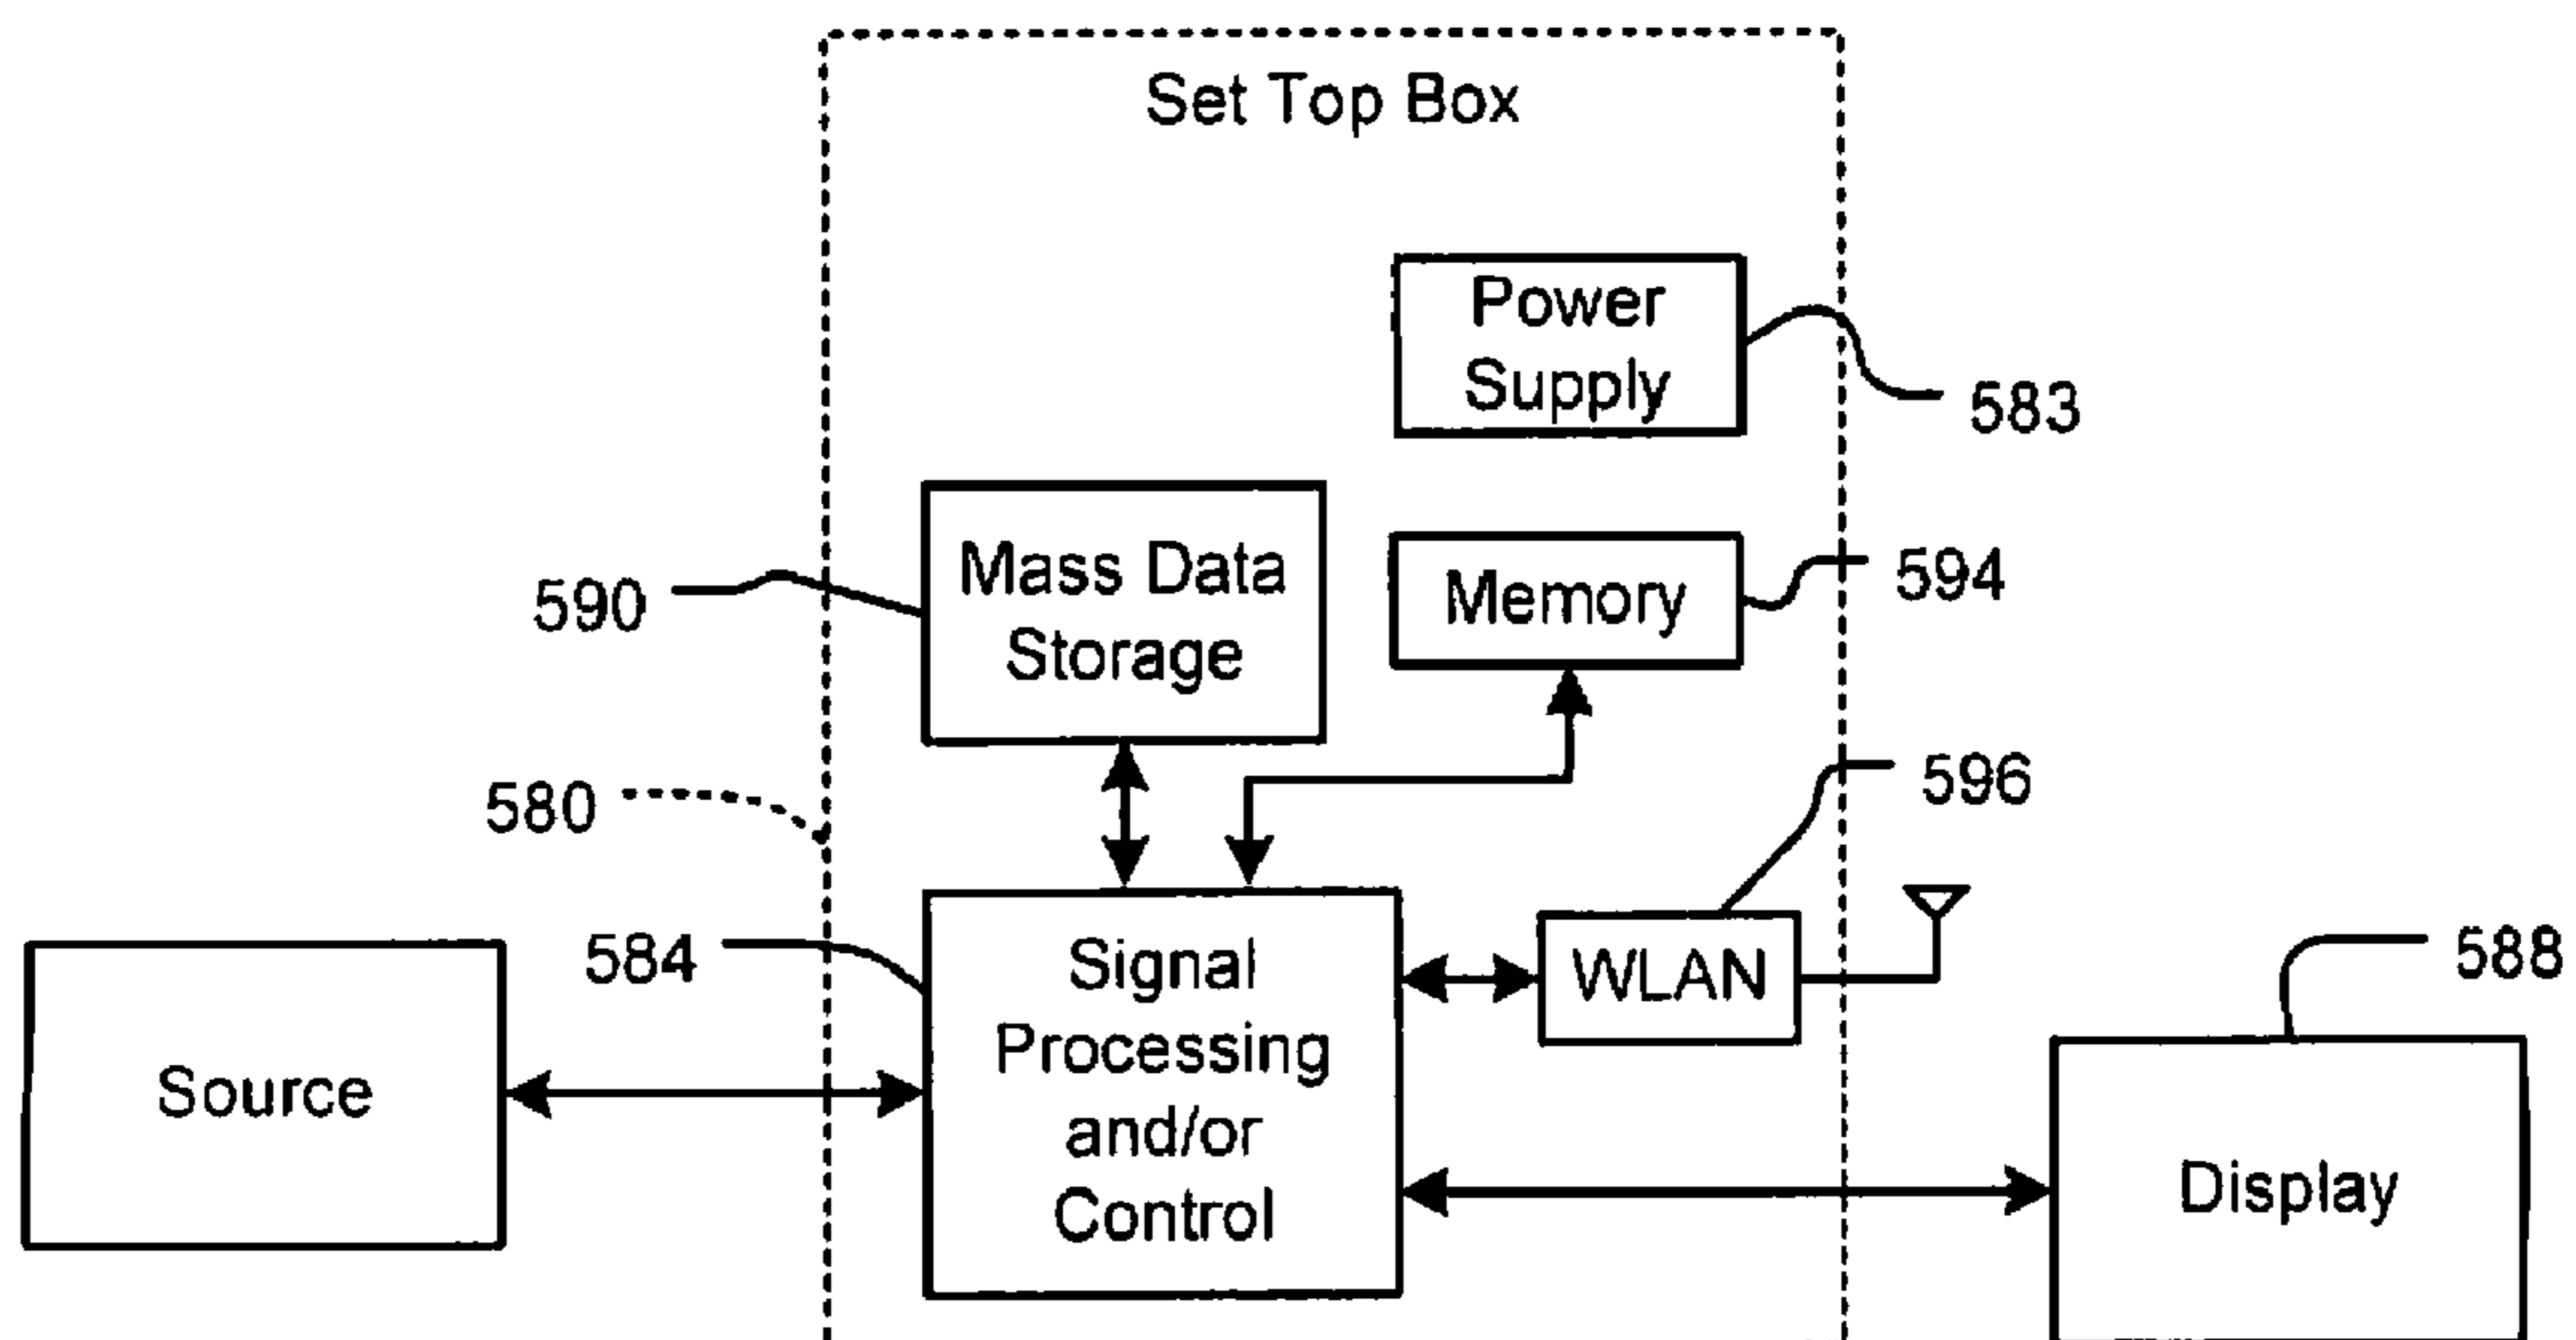 Set Top Box
Power
Supply
583
Mass Data
Storage
590
Memory
594
580
596
584
Signal
Processing
and/or
Control
WLAN
588
Source
Display